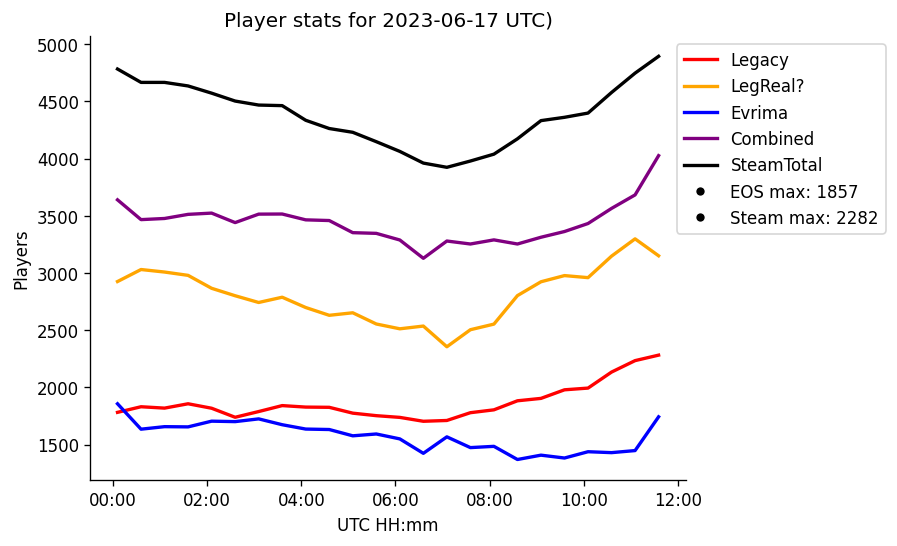 Player stats for 2023-06-17 UTC)
Players
5000
4500
4000
3500
3000
2500
2000
1500
00:00 02:00 04:00 06:00 08:00 10:00 12:00
UTC HH:mm
Legacy
LegReal?
Evrima
Combined
SteamTotal
EOS max: 1857
Steam max: 2282